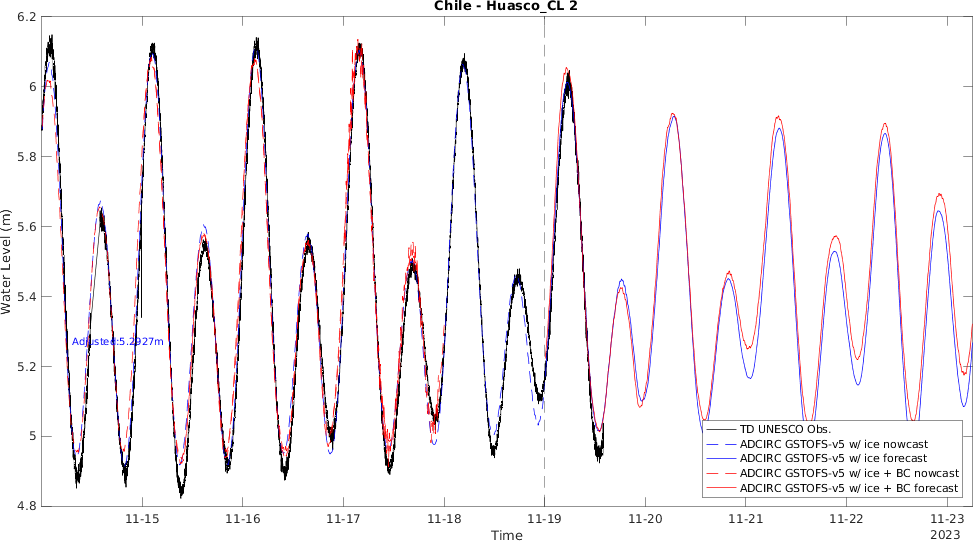 Chile - Huasco_CL 2
6.2
6
5.8
5.6
5.4
5.2
5
4.8
Water Level (m)
Adjusted:5.2927m
TD UNESCO Obs.
ADCIRC GSTOFS-v5 w/ ice nowcast
ADCIRC GSTOFS-v5 w/ ice forecast
ADCIRC GSTOFS-v5 w/ ice + BC nowcast
ADCIRC GSTOFS-v5 w/ ice + BC forecast
11-15 11-16 11-17 11-18 11-19 11-20 11-21 11-22 11-23
2023
Time